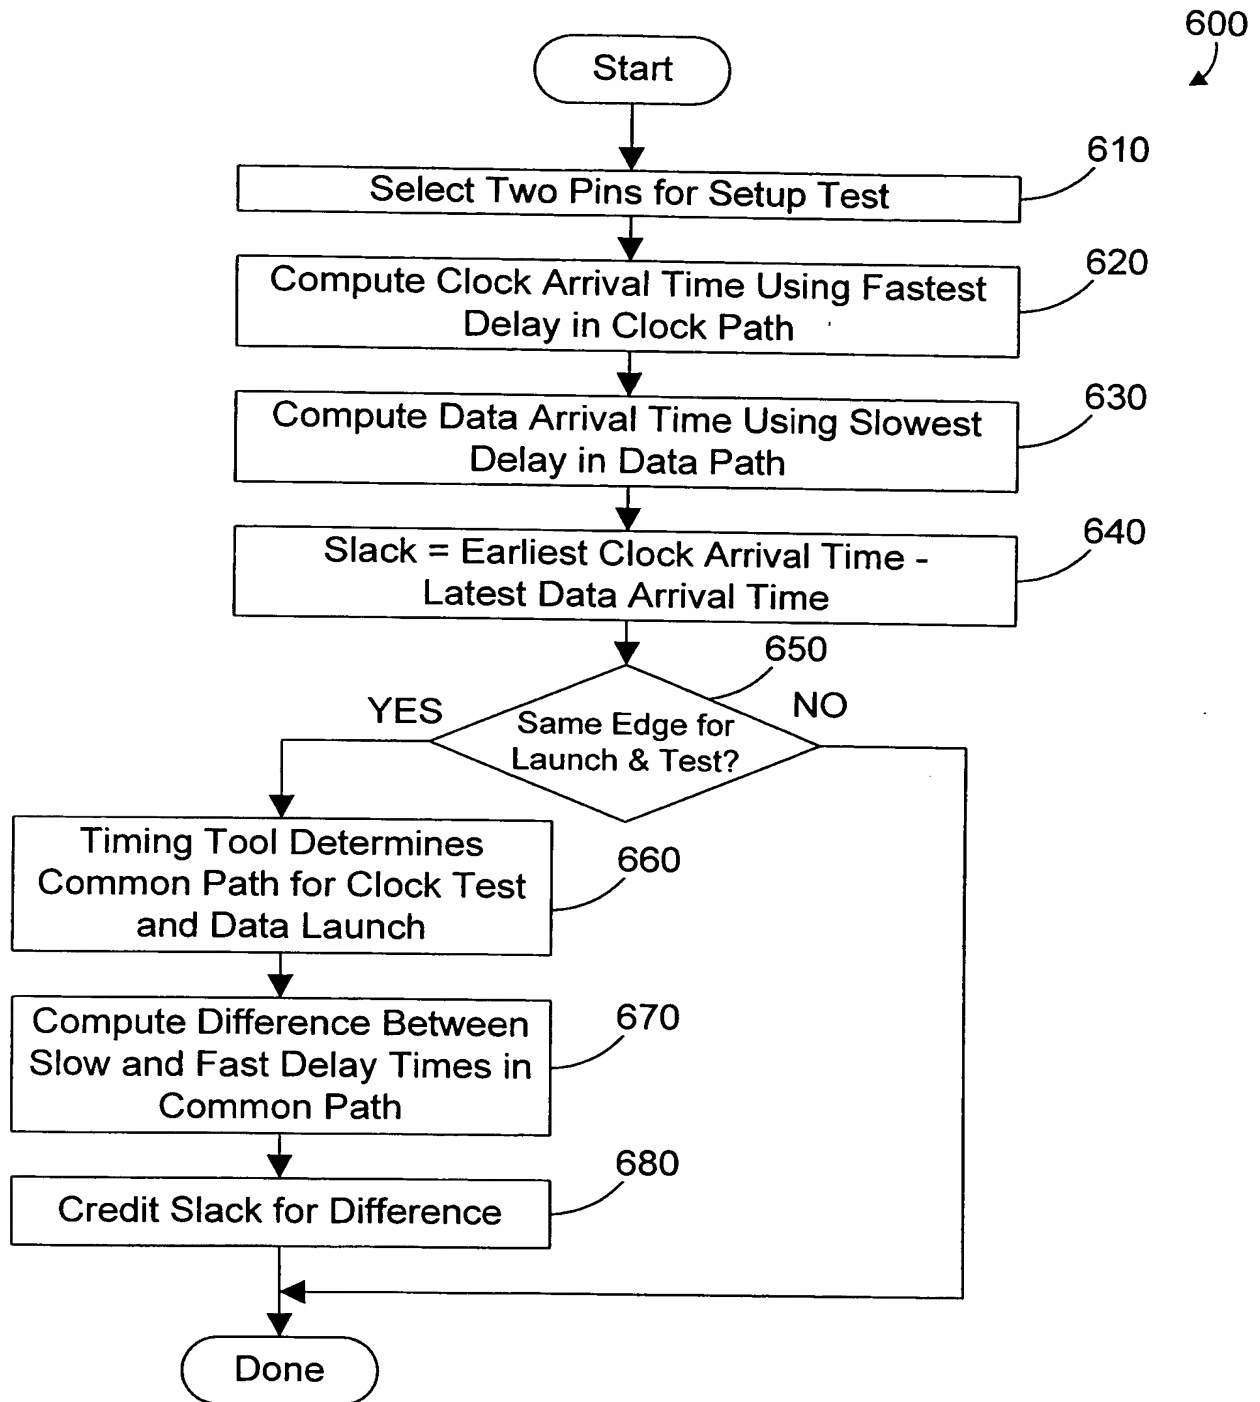 600
Start
610
Select Two Pins for Setup Test
620
Compute Clock Arrival Time Using Fastest
Delay in Clock Path
630
Compute Data Arrival Time Using Slowest
Delay in Data Path
640
Slack = Earliest Clock Arrival Time -
Latest Data Arrival Time
650
YES
NO
Same Edge for
Launch & Test?
Timing Tool Determines
Common Path for Clock Test
and Data Launch
660
Compute Difference Between
Slow and Fast Delay Times in
Common Path
670
680
Credit Slack for Difference
Done